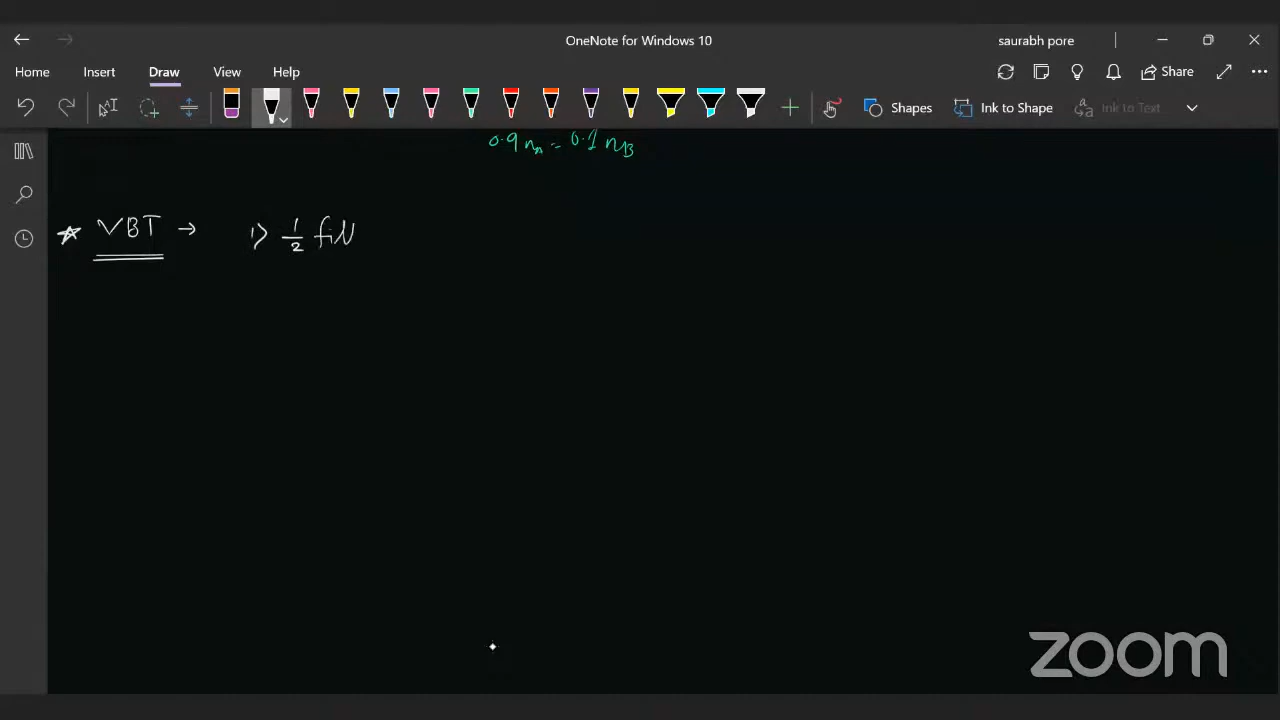 OneNote for Windows 10
saurabh pore
Home Insert Draw View Help
Share
Shapes Ink to Shape Ink to Text
0.9 nA = 0.1 nB
* VBT → 1> 1/2 fill
zoom